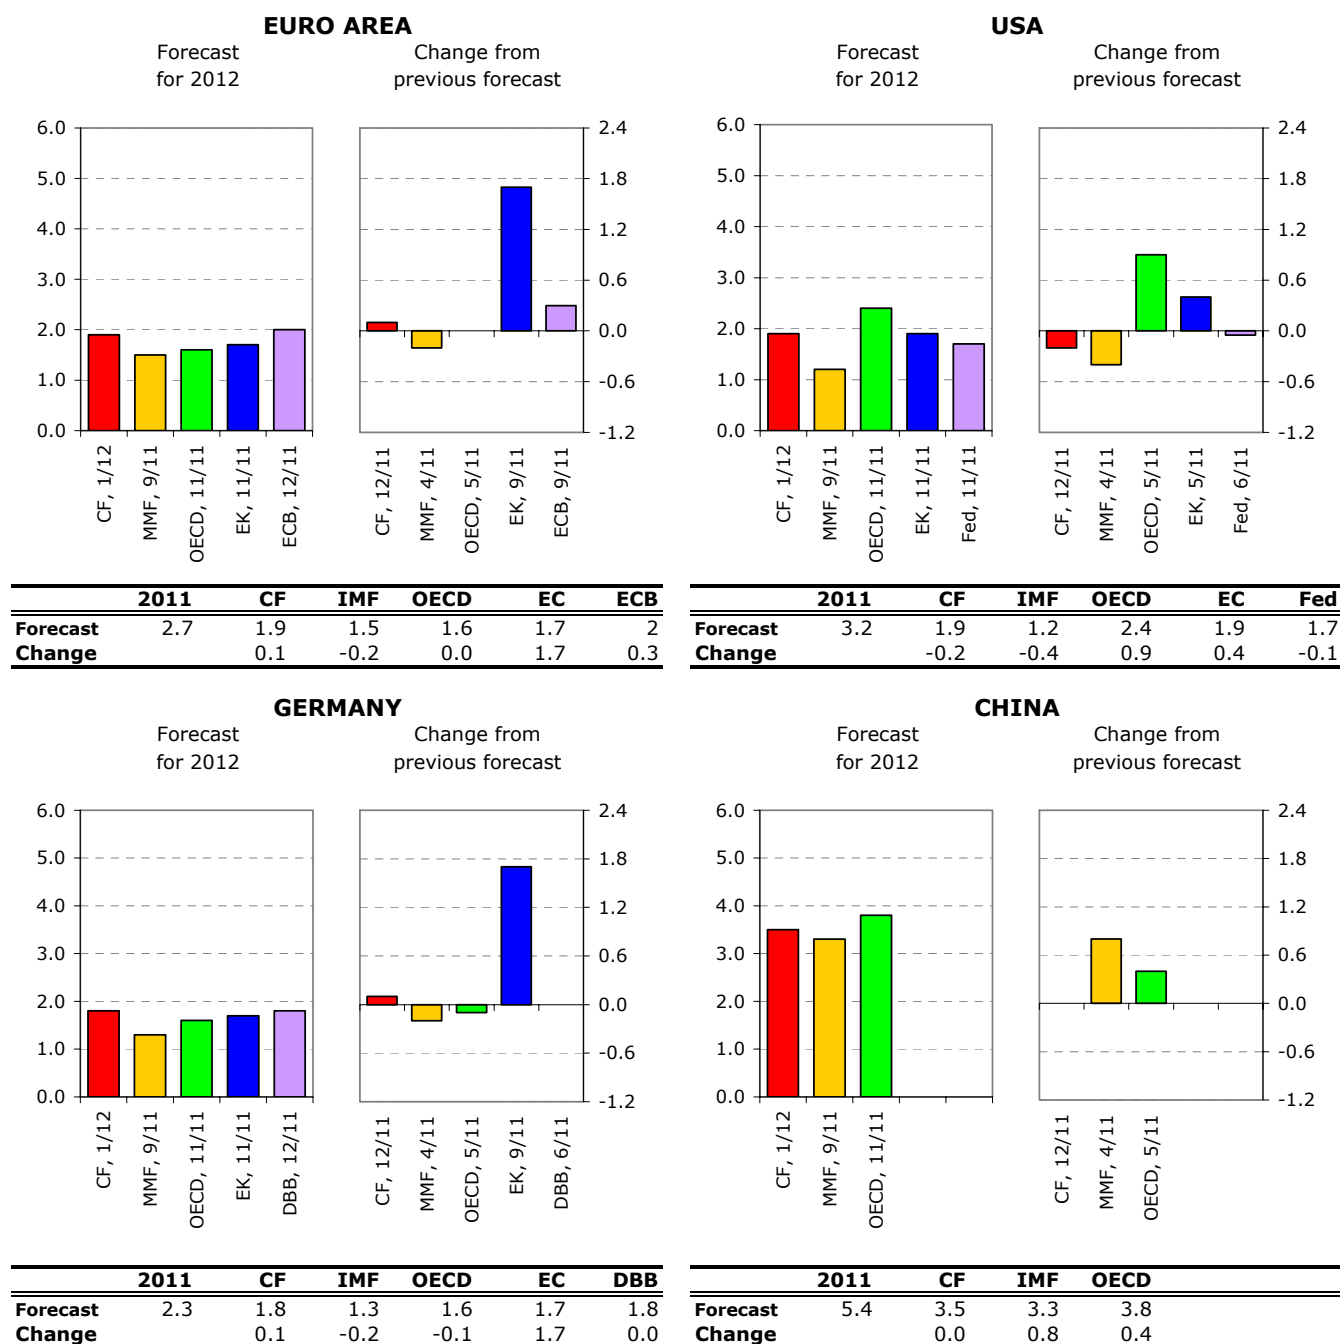 EURO AREA
Forecast
for 2012
Change from
previous forecast
6.0
5.0
4.0
3.0
2.0
1.0
0.0
2.4
1.8
1.2
0.6
0.0
-0.6
-1.2
CF, 1/12
MMF, 9/11
OECD, 11/11
EK, 11/11
ECB, 12/11
CF, 12/11
MMF, 4/11
OECD, 5/11
EK, 9/11
ECB, 9/11
2011 CF IMF OECD EC ECB
Forecast 2.7 1.9 1.5 1.6 1.7 2
Change 0.1 -0.2 0.0 1.7 0.3
USA
Forecast
for 2012
Change from
previous forecast
6.0
5.0
4.0
3.0
2.0
1.0
0.0
2.4
1.8
1.2
0.6
0.0
-0.6
-1.2
CF, 1/12
MMF, 9/11
OECD, 11/11
EK, 11/11
Fed, 11/11
CF, 12/11
MMF, 4/11
OECD, 5/11
EK, 5/11
Fed, 6/11
2011 CF IMF OECD EC Fed
Forecast 3.2 1.9 1.2 2.4 1.9 1.7
Change -0.2 -0.4 0.9 0.4 -0.1
GERMANY
Forecast
for 2012
Change from
previous forecast
6.0
5.0
4.0
3.0
2.0
1.0
0.0
2.4
1.8
1.2
0.6
0.0
-0.6
-1.2
CF, 1/12
MMF, 9/11
OECD, 11/11
EK, 11/11
DBB, 12/11
CF, 12/11
MMF, 4/11
OECD, 5/11
EK, 9/11
DBB, 6/11
2011 CF IMF OECD EC DBB
Forecast 2.3 1.8 1.3 1.6 1.7 1.8
Change 0.1 -0.2 -0.1 1.7 0.0
CHINA
Forecast
for 2012
Change from
previous forecast
6.0
5.0
4.0
3.0
2.0
1.0
0.0
2.4
1.8
1.2
0.6
0.0
-0.6
-1.2
CF, 1/12
MMF, 9/11
OECD, 11/11
CF, 12/11
MMF, 4/11
OECD, 5/11
2011 CF IMF OECD
Forecast 5.4 3.5 3.3 3.8
Change 0.0 0.8 0.4